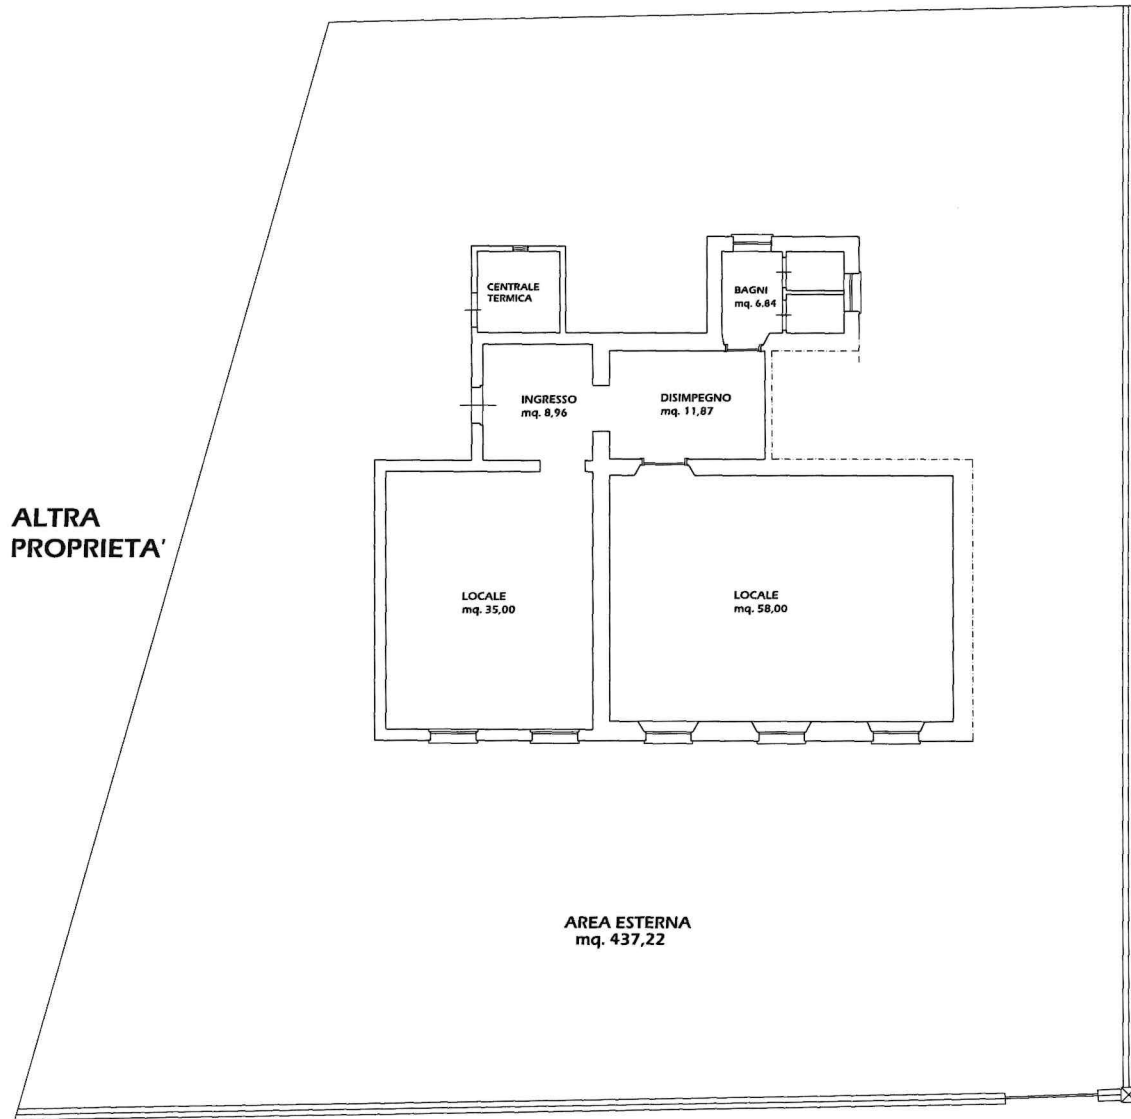 CENTRALE
TERMICA
BAGNI
mq. 6.84
INGRESSO
mq. 8,96
DISIMPEGNO
mq. 11,87
ALTRA
PROPRIETA'
LOCALE
mq. 35,00
LOCALE
mq. 58,00
AREA ESTERNA
mq. 437,22